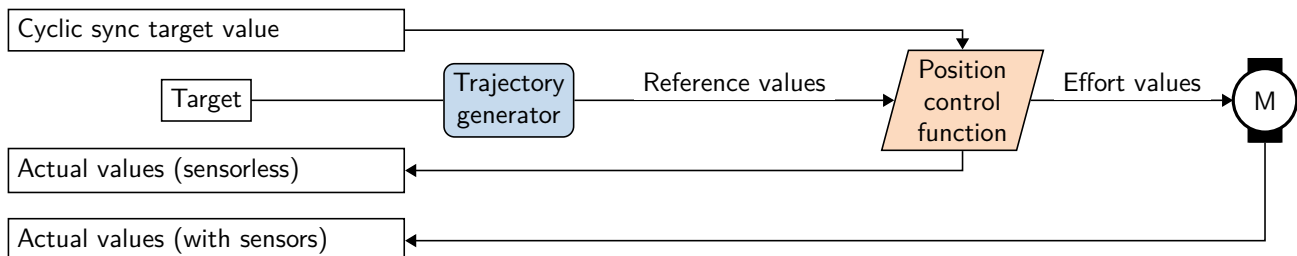 Cyclic sync target value
Target
Trajectory
generator
Reference values
Position
control
function
Effort values
M
Actual values (sensorless)
Actual values (with sensors)